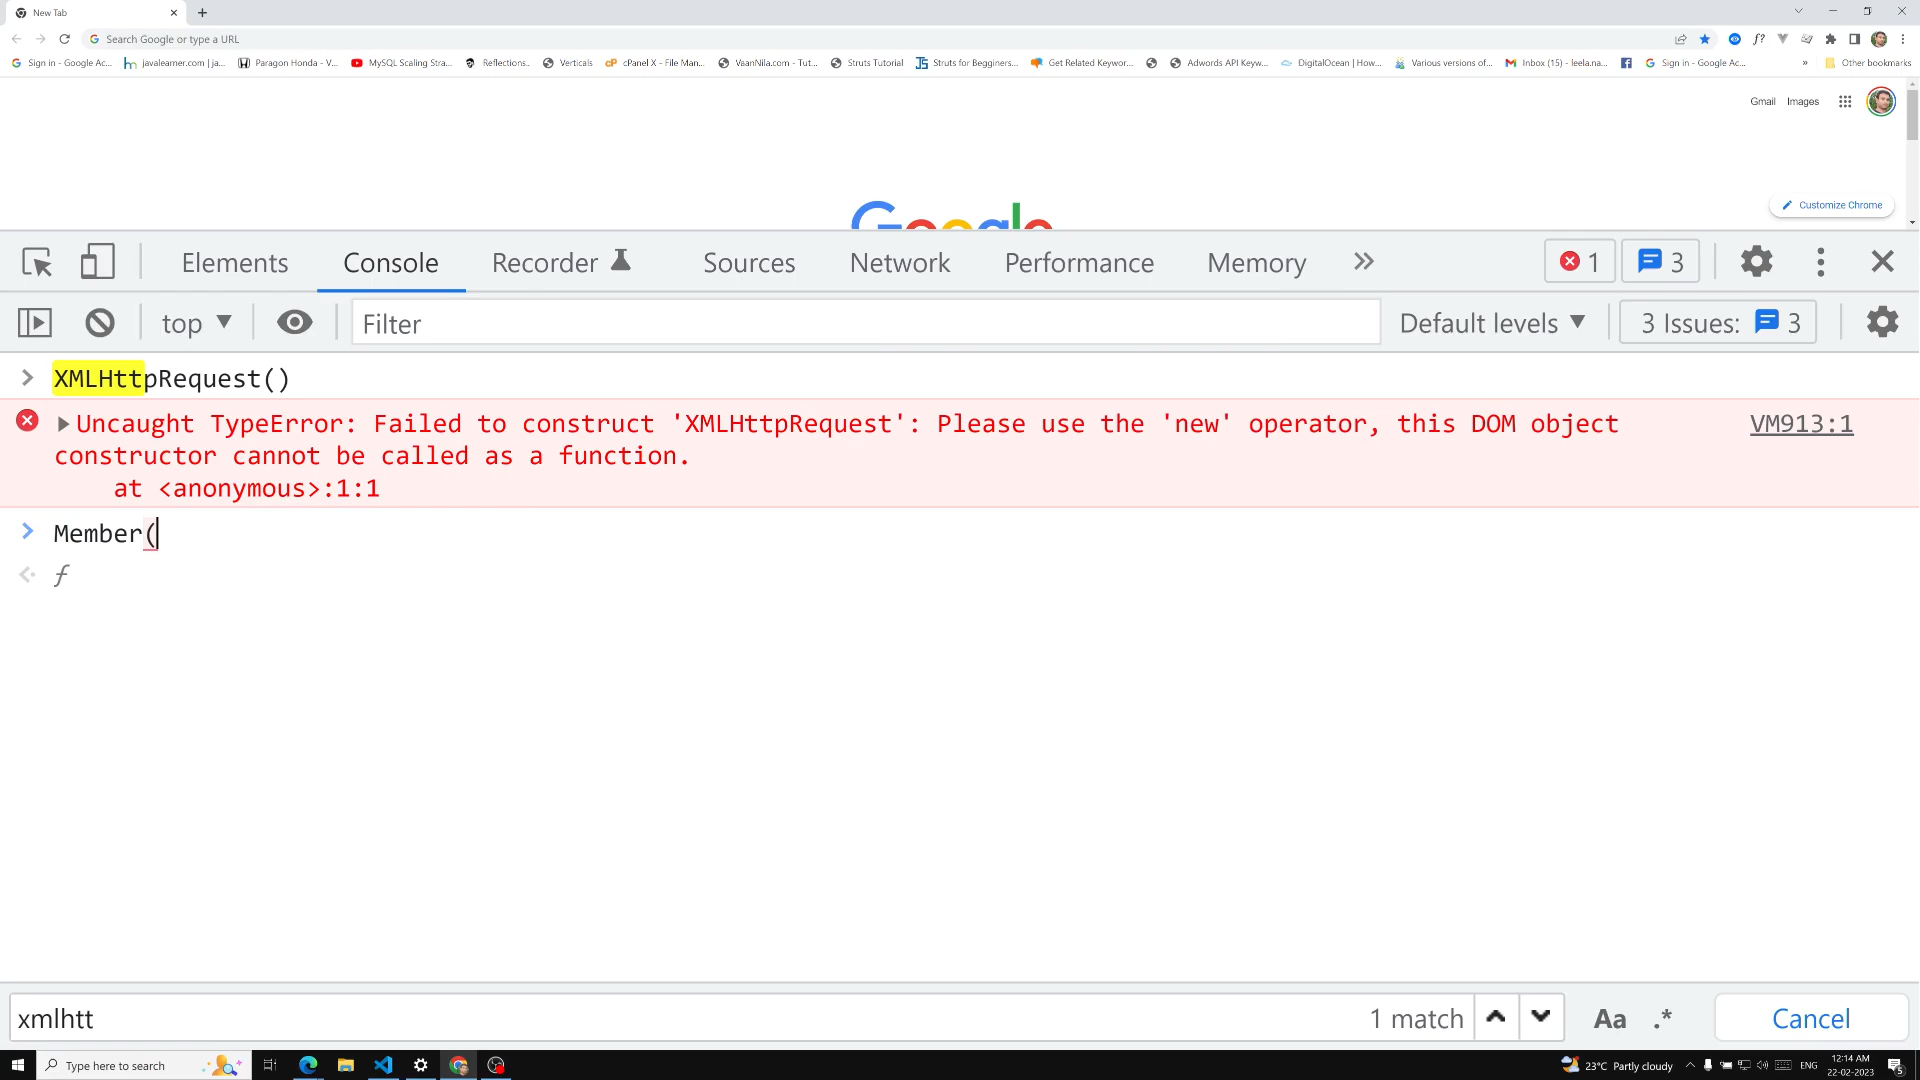 New Tab
Search Google or type a URL
f?
Sign in - Google Ac... javalearner.com | ja... Paragon Honda - V... MySQL Scaling Stra... Reflections.. Verticals cPanel X - File Man... VaanNila.com - Tut... Struts Tutorial Struts for Begginers... Get Related Keywor... Adwords API Keyw... DigitalOcean | How... Various versions of... Inbox (15) - leela.na... Sign in - Google Ac... » Other bookmarks
Gmail Images
Customize Chrome
Google
Elements Console Recorder Sources Network Performance Memory 1 3
top Filter Default levels 3 Issues: 3
XMLHttpRequest()
Uncaught TypeError: Failed to construct 'XMLHttpRequest': Please use the 'new' operator, this DOM object VM913:1
constructor cannot be called as a function.
at <anonymous>:1:1
Member(
f
xmlhtt 1 match Aa .* Cancel
Type here to search 23°C Partly cloudy ENG 12:14 AM
22-02-2023 5